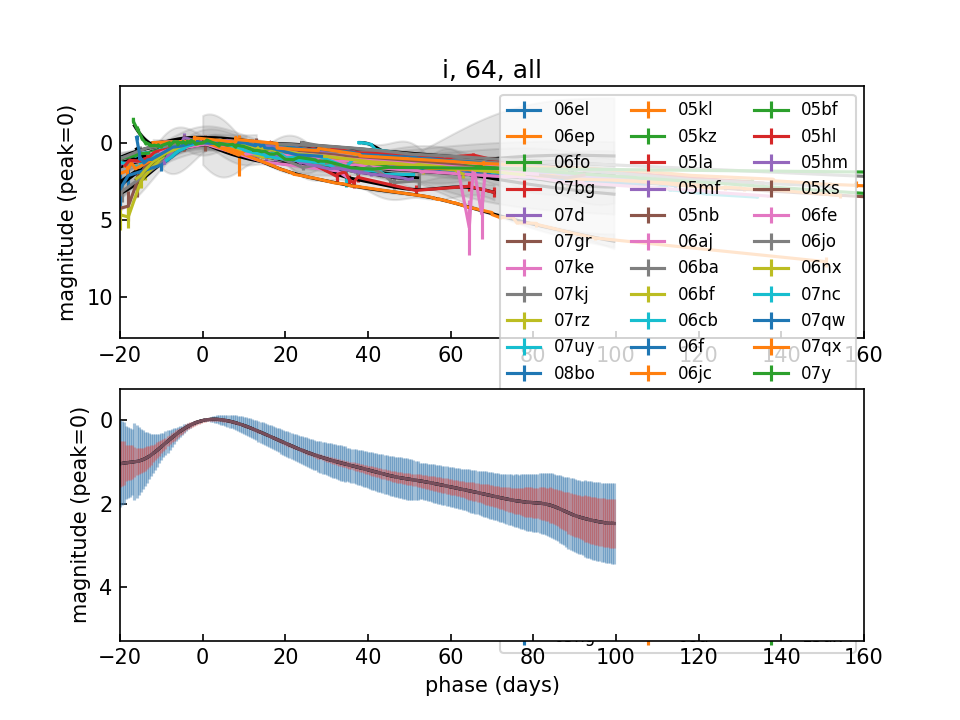 i, 64, all
magnitude (peak=0)
0
5
10
−20 0 20 40 60 80 100 120 140 160
06el 05kl 05bf
06ep 05kz 05hl
06fo 05la 05hm
07bg 05mf 05ks
07d 05nb 06fe
07gr 06aj 06jo
07ke 06ba 06nx
07kj 06bf 07nc
07rz 06cb 07qw
07uy 06f 07qx
08bo 06jc 07y
magnitude (peak=0)
0
2
4
−20 0 20 40 60 80 100 120 140 160
phase (days)